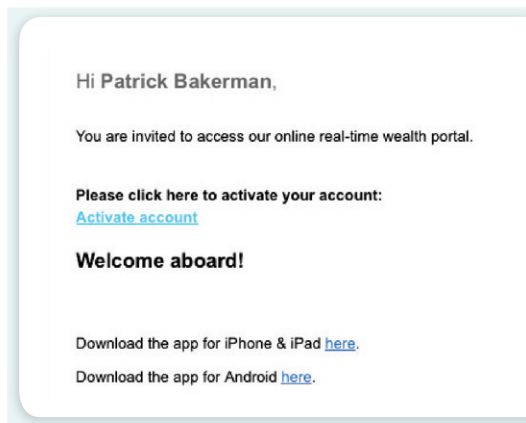 Hi Patrick Bakerman,
You are invited to access our online real-time wealth portal.
Please click here to activate your account:
Activate account
Welcome aboard!
Download the app for iPhone & iPad here.
Download the app for Android here.